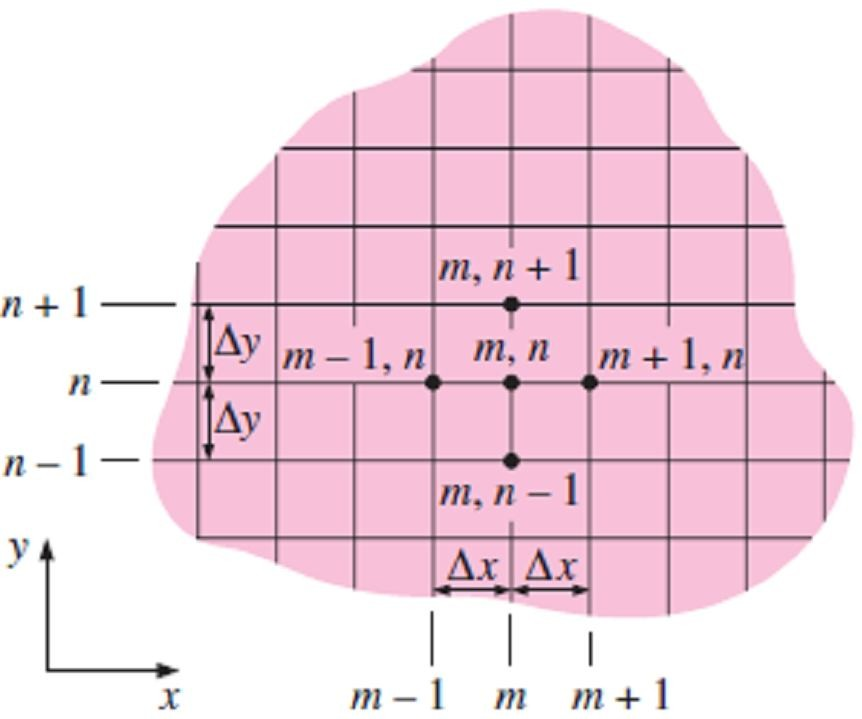 m, n + 1
n + 1
Δy
m – 1, n
m, n
m + 1, n
n
Δy
n – 1
m, n – 1
y
Δx
Δx
x
m – 1
m
m + 1